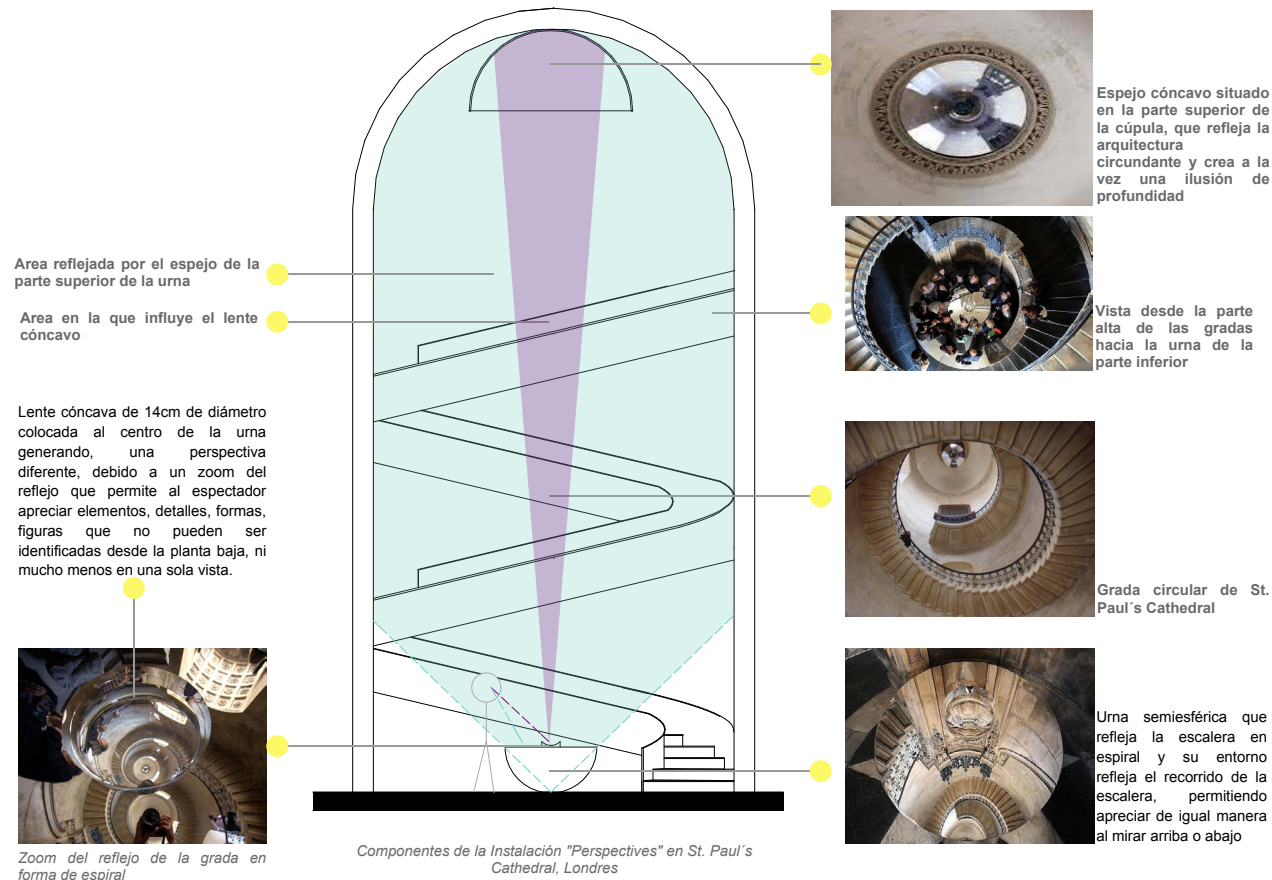 Espejo cóncavo situado
en la parte superior de
la cúpula, que refleja la
arquitectura
circundante y crea a la
vez una ilusión de
profundidad
Area reflejada por el espejo de la
parte superior de la urna
Area en la que influye el lente
cóncavo
Vista desde la parte
alta de las gradas
hacia la urna de la
parte inferior
Lente cóncava de 14cm de diámetro
colocada al centro de la urna
generando, una perspectiva
diferente, debido a un zoom del
reflejo que permite al espectador
apreciar elementos, detalles, formas,
figuras que no pueden ser
identificadas desde la planta baja, ni
mucho menos en una sola vista.
Grada circular de St.
Paul´s Cathedral
Urna semiesférica que
refleja la escalera en
espiral y su entorno
refleja el recorrido de la
escalera, permitiendo
apreciar de igual manera
al mirar arriba o abajo
Zoom del reflejo de la grada en
forma de espiral
Componentes de la Instalación "Perspectives" en St. Paul´s
Cathedral, Londres